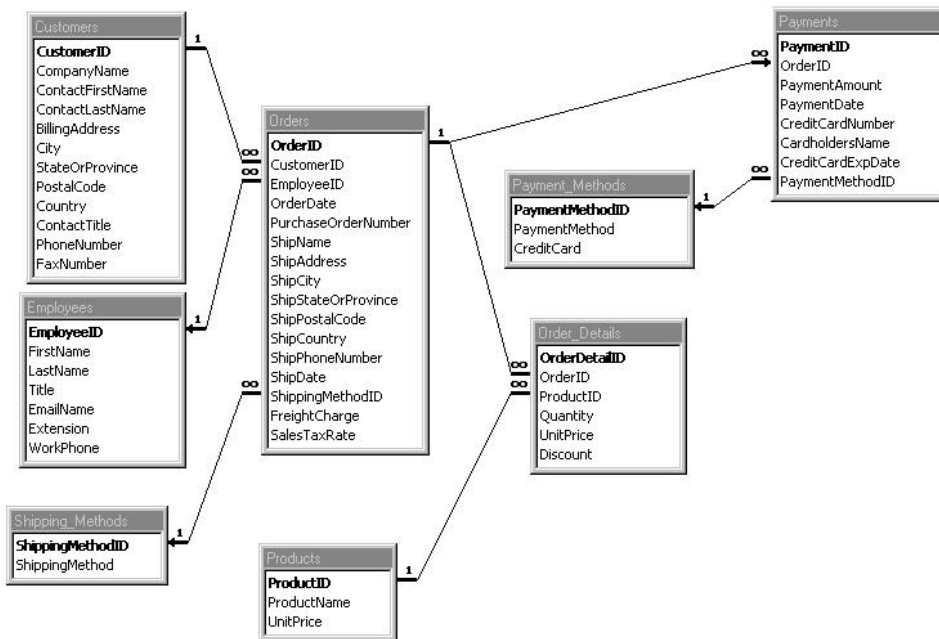 Customers
CustomerID
CompanyName
ContactFirstName
ContactLastName
BillingAddress
City
StateOrProvince
PostalCode
Country
ContactTitle
PhoneNumber
FaxNumber
1
∞
Employees
EmployeeID
FirstName
LastName
Title
EmailName
Extension
WorkPhone
1
∞
Shipping_Methods
ShippingMethodID
ShippingMethod
1
∞
Orders
OrderID
CustomerID
EmployeeID
OrderDate
PurchaseOrderNumber
ShipName
ShipAddress
ShipCity
ShipStateOrProvince
ShipPostalCode
ShipCountry
ShipPhoneNumber
ShipDate
ShippingMethodID
FreightCharge
SalesTaxRate
1
∞
Products
ProductID
ProductName
UnitPrice
1
∞
Payment_Methods
PaymentMethodID
PaymentMethod
CreditCard
1
∞
Order_Details
OrderDetailID
OrderID
ProductID
Quantity
UnitPrice
Discount
∞
Payments
PaymentID
OrderID
PaymentAmount
PaymentDate
CreditCardNumber
CardholdersName
CreditCardExpDate
PaymentMethodID